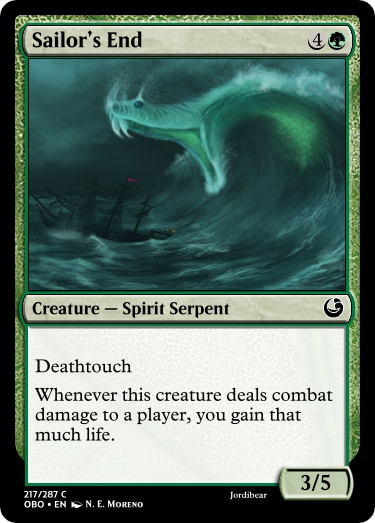 Sailor's End 4
Creature — Spirit Serpent
Deathtouch
Whenever this creature deals combat
damage to a player, you gain that
much life.
3/5
217/287 C
OBO • EN N. E. Moreno
Jordibear